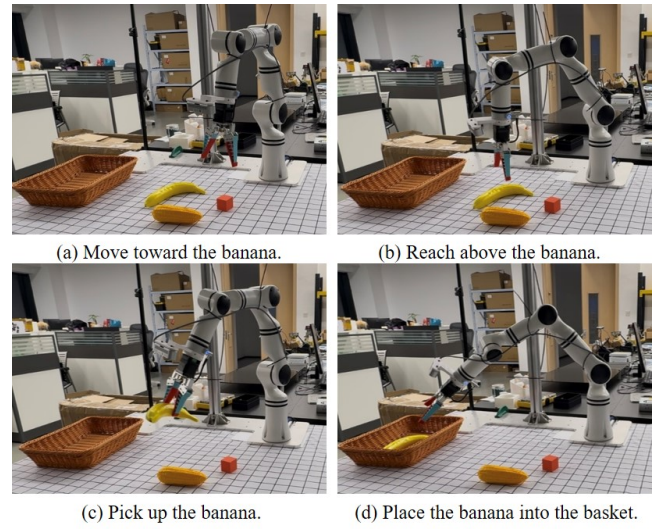 (a) Move toward the banana.
(b) Reach above the banana.
(c) Pick up the banana.
(d) Place the banana into the basket.